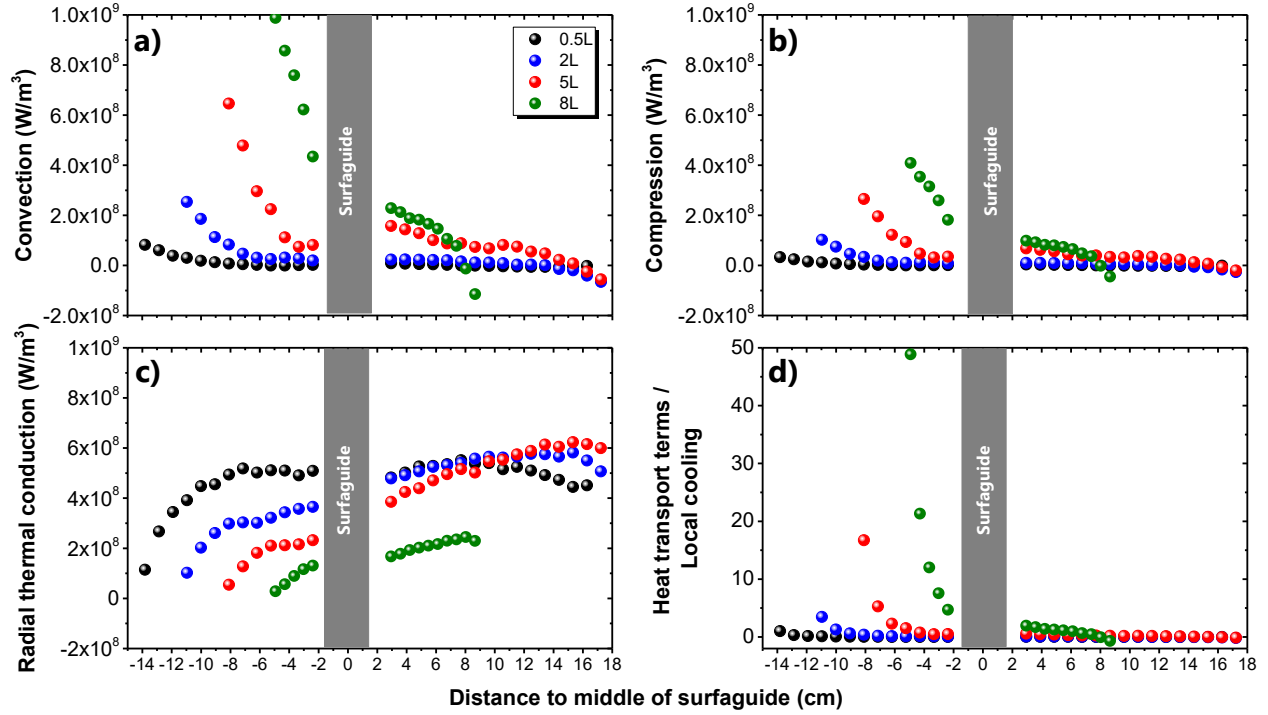 a)
Convection (W/m³)
1.0x10⁹
8.0x10⁸
6.0x10⁸
4.0x10⁸
2.0x10⁸
0.0
-2.0x10⁸
Surfaguide
0.5L
2L
5L
8L
b)
Compression (W/m³)
1.0x10⁹
8.0x10⁸
6.0x10⁸
4.0x10⁸
2.0x10⁸
0.0
-2.0x10⁸
Surfaguide
c)
Radial thermal conduction (W/m³)
1x10⁹
8x10⁸
6x10⁸
4x10⁸
2x10⁸
0
-2x10⁸
Surfaguide
-14 -12 -10 -8 -6 -4 -2 0 2 4 6 8 10 12 14 16 18
d)
Heat transport terms /
Local cooling
50
40
30
20
10
0
Surfaguide
-14 -12 -10 -8 -6 -4 -2 0 2 4 6 8 10 12 14 16 18
Distance to middle of surfaguide (cm)